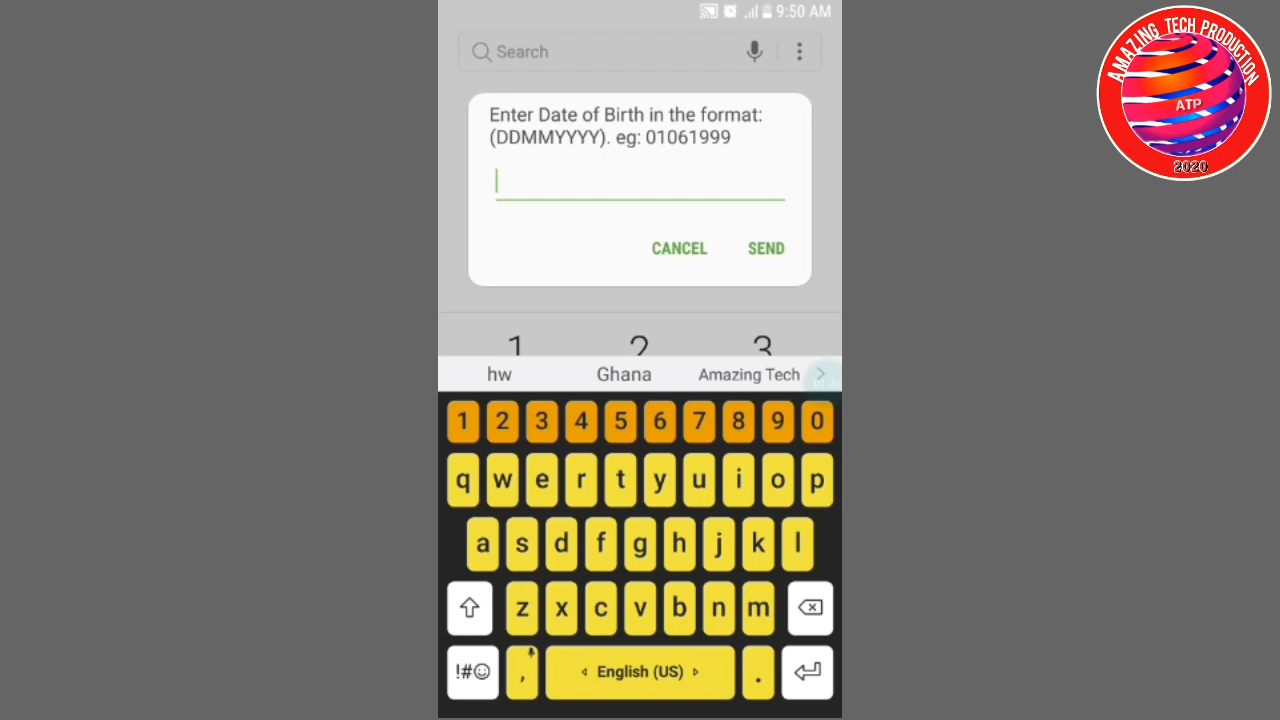 9:50 AM
Search
Enter Date of Birth in the format:
(DDMMYYYY). eg: 01061999
CANCEL SEND
1 2 3
hw Ghana Amazing Tech
1 2 3 4 5 6 7 8 9 0
q w e r t y u i o p
a s d f g h j k l
z x c v b n m
!#☺ , English (US) .
AMAZING TECH PRODUCTION
ATP
2020